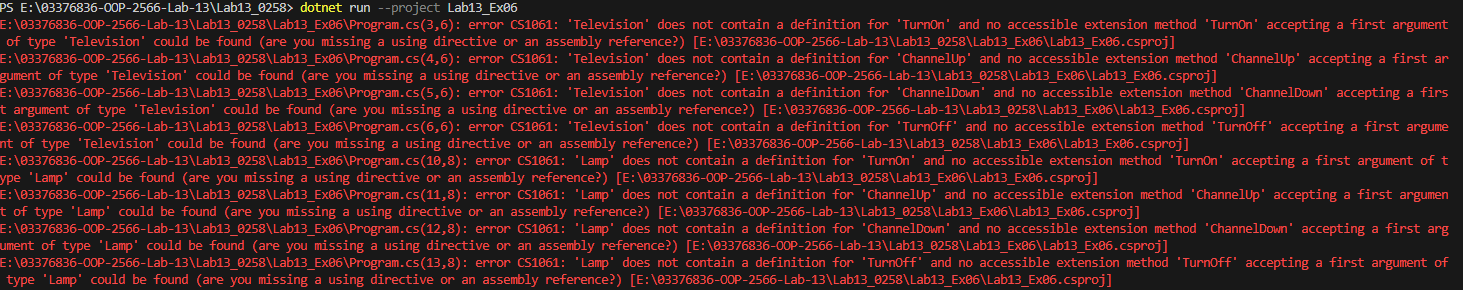 PS E:\03376836-OOP-2566-Lab-13\Lab13_0258> dotnet run --project Lab13_Ex06
E:\03376836-OOP-2566-Lab-13\Lab13_0258\Lab13_Ex06\Program.cs(3,6): error CS1061: 'Television' does not contain a definition for 'TurnOn' and no accessible extension method 'TurnOn' accepting a first argument
 of type 'Television' could be found (are you missing a using directive or an assembly reference?) [E:\03376836-OOP-2566-Lab-13\Lab13_0258\Lab13_Ex06\Lab13_Ex06.csproj]
E:\03376836-OOP-2566-Lab-13\Lab13_0258\Lab13_Ex06\Program.cs(4,6): error CS1061: 'Television' does not contain a definition for 'ChannelUp' and no accessible extension method 'ChannelUp' accepting a first ar
gument of type 'Television' could be found (are you missing a using directive or an assembly reference?) [E:\03376836-OOP-2566-Lab-13\Lab13_0258\Lab13_Ex06\Lab13_Ex06.csproj]
E:\03376836-OOP-2566-Lab-13\Lab13_0258\Lab13_Ex06\Program.cs(5,6): error CS1061: 'Television' does not contain a definition for 'ChannelDown' and no accessible extension method 'ChannelDown' accepting a firs
t argument of type 'Television' could be found (are you missing a using directive or an assembly reference?) [E:\03376836-OOP-2566-Lab-13\Lab13_0258\Lab13_Ex06\Lab13_Ex06.csproj]
E:\03376836-OOP-2566-Lab-13\Lab13_0258\Lab13_Ex06\Program.cs(6,6): error CS1061: 'Television' does not contain a definition for 'TurnOff' and no accessible extension method 'TurnOff' accepting a first argume
nt of type 'Television' could be found (are you missing a using directive or an assembly reference?) [E:\03376836-OOP-2566-Lab-13\Lab13_0258\Lab13_Ex06\Lab13_Ex06.csproj]
E:\03376836-OOP-2566-Lab-13\Lab13_0258\Lab13_Ex06\Program.cs(10,8): error CS1061: 'Lamp' does not contain a definition for 'TurnOn' and no accessible extension method 'TurnOn' accepting a first argument of t
ype 'Lamp' could be found (are you missing a using directive or an assembly reference?) [E:\03376836-OOP-2566-Lab-13\Lab13_0258\Lab13_Ex06\Lab13_Ex06.csproj]
E:\03376836-OOP-2566-Lab-13\Lab13_0258\Lab13_Ex06\Program.cs(11,8): error CS1061: 'Lamp' does not contain a definition for 'ChannelUp' and no accessible extension method 'ChannelUp' accepting a first argumen
t of type 'Lamp' could be found (are you missing a using directive or an assembly reference?) [E:\03376836-OOP-2566-Lab-13\Lab13_0258\Lab13_Ex06\Lab13_Ex06.csproj]
E:\03376836-OOP-2566-Lab-13\Lab13_0258\Lab13_Ex06\Program.cs(12,8): error CS1061: 'Lamp' does not contain a definition for 'ChannelDown' and no accessible extension method 'ChannelDown' accepting a first arg
ument of type 'Lamp' could be found (are you missing a using directive or an assembly reference?) [E:\03376836-OOP-2566-Lab-13\Lab13_0258\Lab13_Ex06\Lab13_Ex06.csproj]
E:\03376836-OOP-2566-Lab-13\Lab13_0258\Lab13_Ex06\Program.cs(13,8): error CS1061: 'Lamp' does not contain a definition for 'TurnOff' and no accessible extension method 'TurnOff' accepting a first argument of
 type 'Lamp' could be found (are you missing a using directive or an assembly reference?) [E:\03376836-OOP-2566-Lab-13\Lab13_0258\Lab13_Ex06\Lab13_Ex06.csproj]